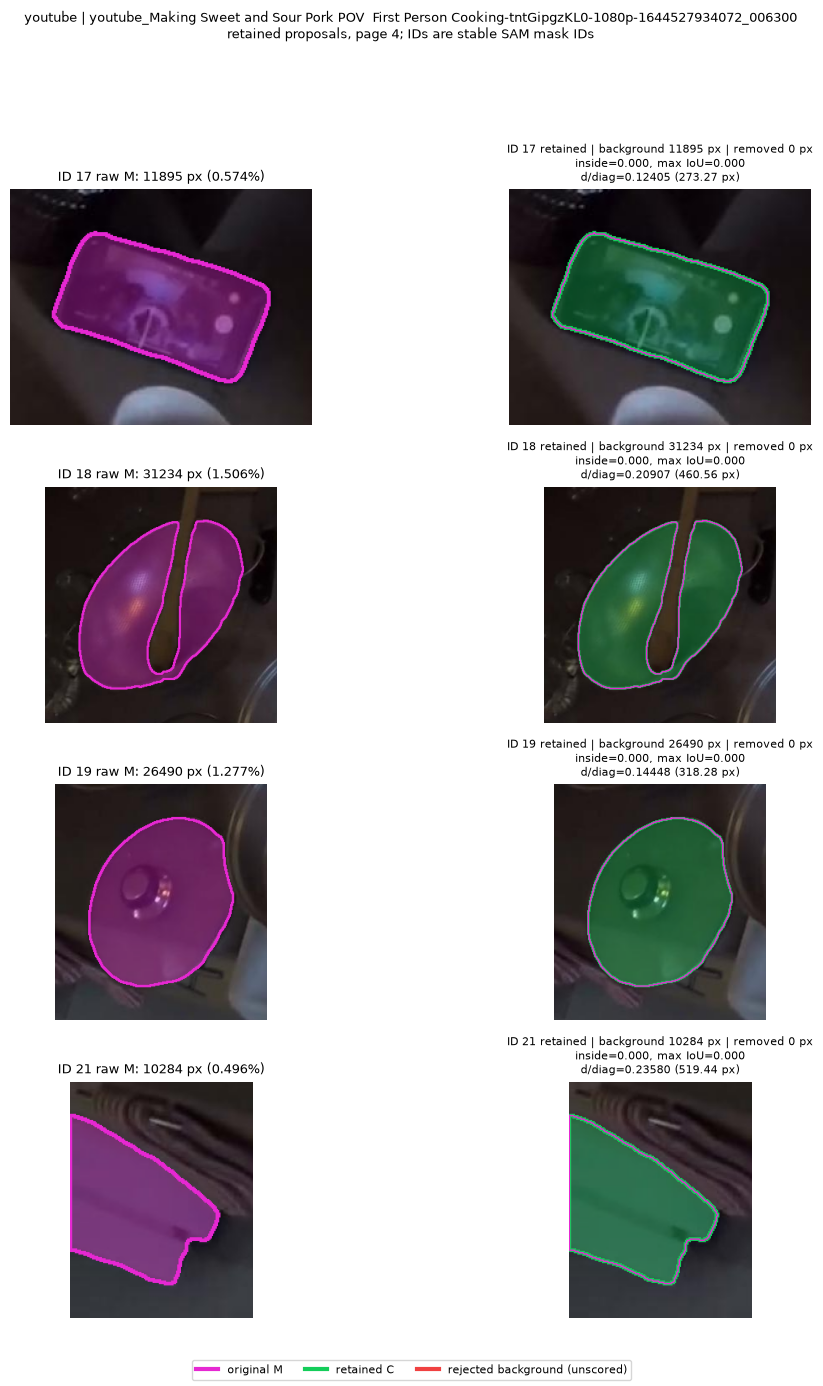 youtube | youtube_Making Sweet and Sour Pork POV  First Person Cooking-tntGipgzKL0-1080p-1644527934072_006300
retained proposals, page 4; IDs are stable SAM mask IDs
ID 17 raw M: 11895 px (0.574%)
ID 17 retained | background 11895 px | removed 0 px
inside=0.000, max IoU=0.000
d/diag=0.12405 (273.27 px)
ID 18 raw M: 31234 px (1.506%)
ID 18 retained | background 31234 px | removed 0 px
inside=0.000, max IoU=0.000
d/diag=0.20907 (460.56 px)
ID 19 raw M: 26490 px (1.277%)
ID 19 retained | background 26490 px | removed 0 px
inside=0.000, max IoU=0.000
d/diag=0.14448 (318.28 px)
ID 21 raw M: 10284 px (0.496%)
ID 21 retained | background 10284 px | removed 0 px
inside=0.000, max IoU=0.000
d/diag=0.23580 (519.44 px)
original M
retained C
rejected background (unscored)